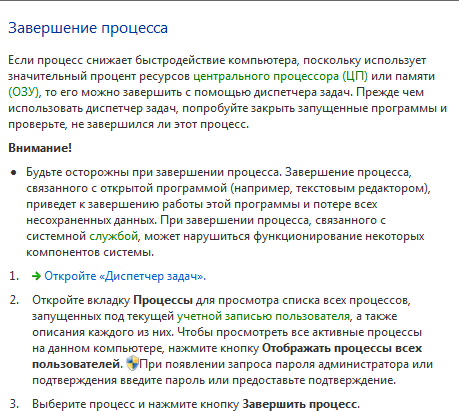 Завершение процесса
Если процесс снижает быстродействие компьютера, поскольку использует
значительный процент ресурсов центрального процессора (ЦП) или памяти
(ОЗУ), то его можно завершить с помощью диспетчера задач. Прежде чем
использовать диспетчер задач, попробуйте закрыть запущенные программы и
проверьте, не завершился ли этот процесс.
Внимание!
• Будьте осторожны при завершении процесса. Завершение процесса,
связанного с открытой программой (например, текстовым редактором),
приведет к завершению работы этой программы и потере всех
несохраненных данных. При завершении процесса, связанного с
системной службой, может нарушиться функционирование некоторых
компонентов системы.
1. Откройте «Диспетчер задач».
2. Откройте вкладку Процессы для просмотра списка всех процессов,
запущенных под текущей учетной записью пользователя, а также
описания каждого из них. Чтобы просмотреть все активные процессы
на данном компьютере, нажмите кнопку Отображать процессы всех
пользователей. При появлении запроса пароля администратора или
подтверждения введите пароль или предоставьте подтверждение.
3. Выберите процесс и нажмите кнопку Завершить процесс.